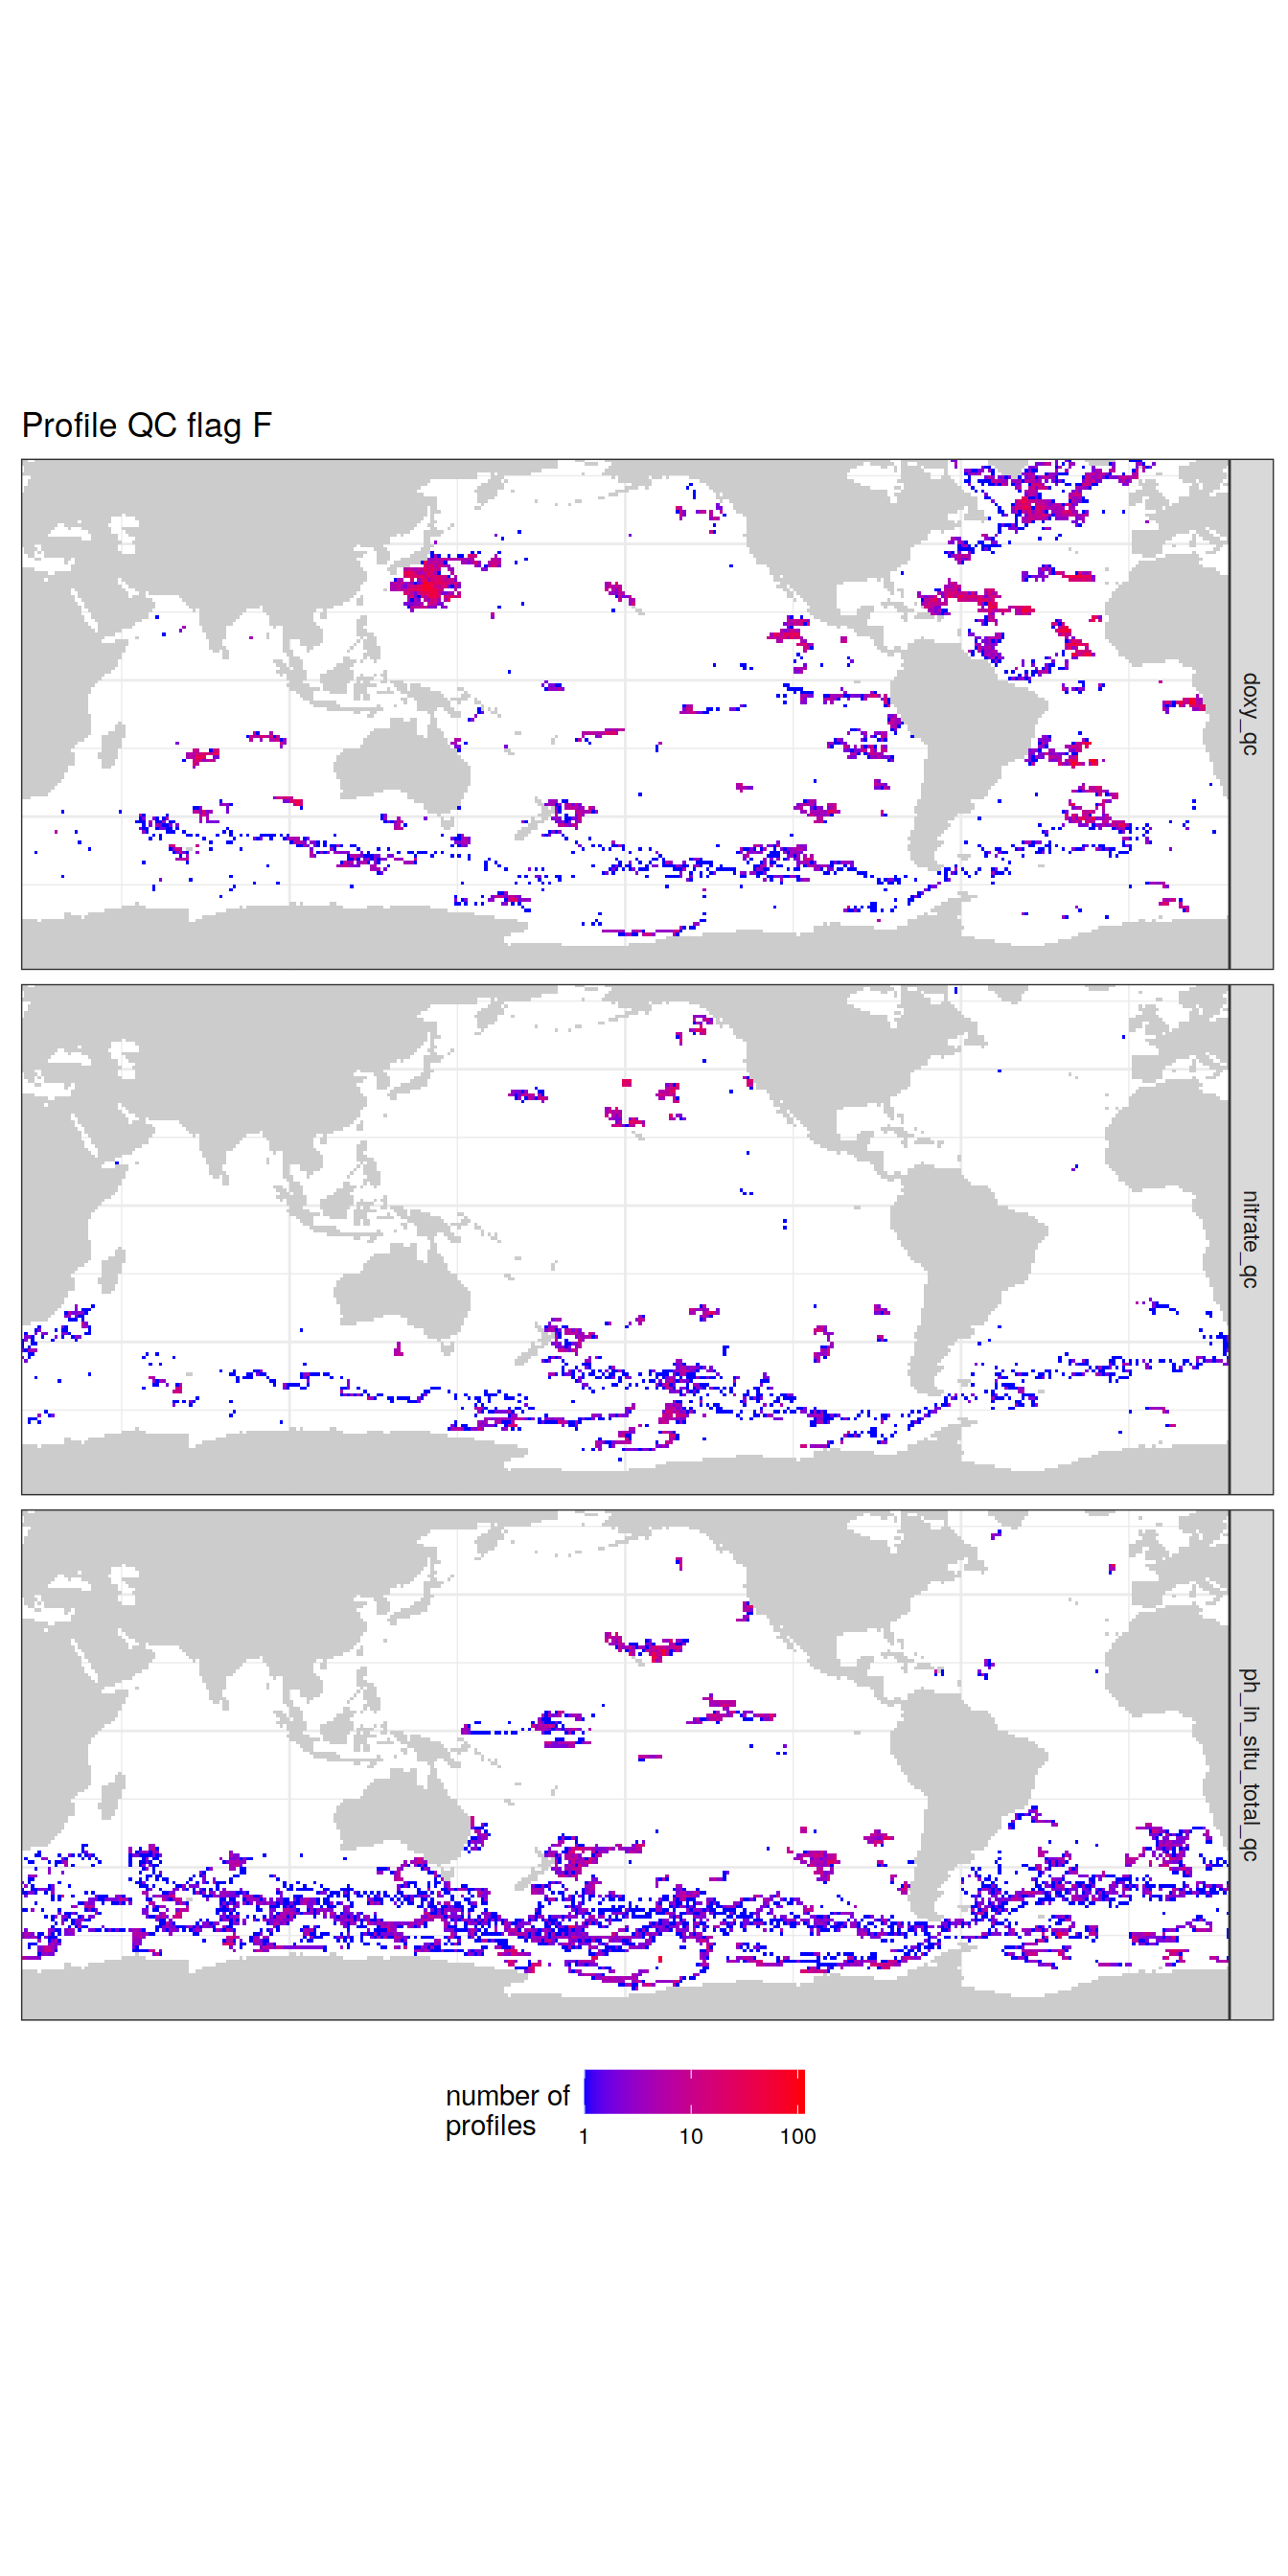 Profile QC flag F
doxy_qc
nitrate_qc
ph_in_situ_total_qc
number of
profiles
1 10 100